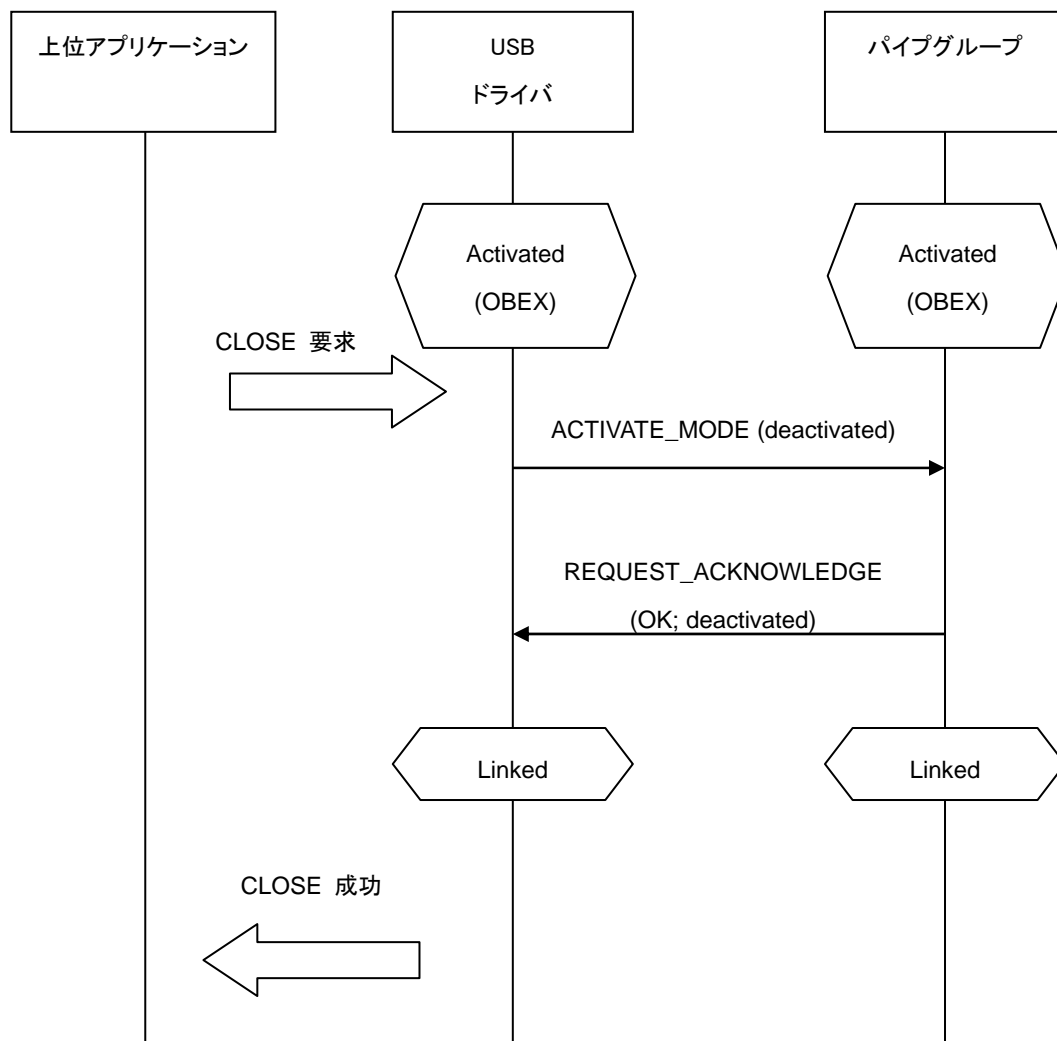 上位アプリケーション
USB
ドライバ
パイプグループ
Activated
(OBEX)
Activated
(OBEX)
CLOSE 要求
ACTIVATE_MODE (deactivated)
REQUEST_ACKNOWLEDGE
(OK; deactivated)
Linked
Linked
CLOSE 成功